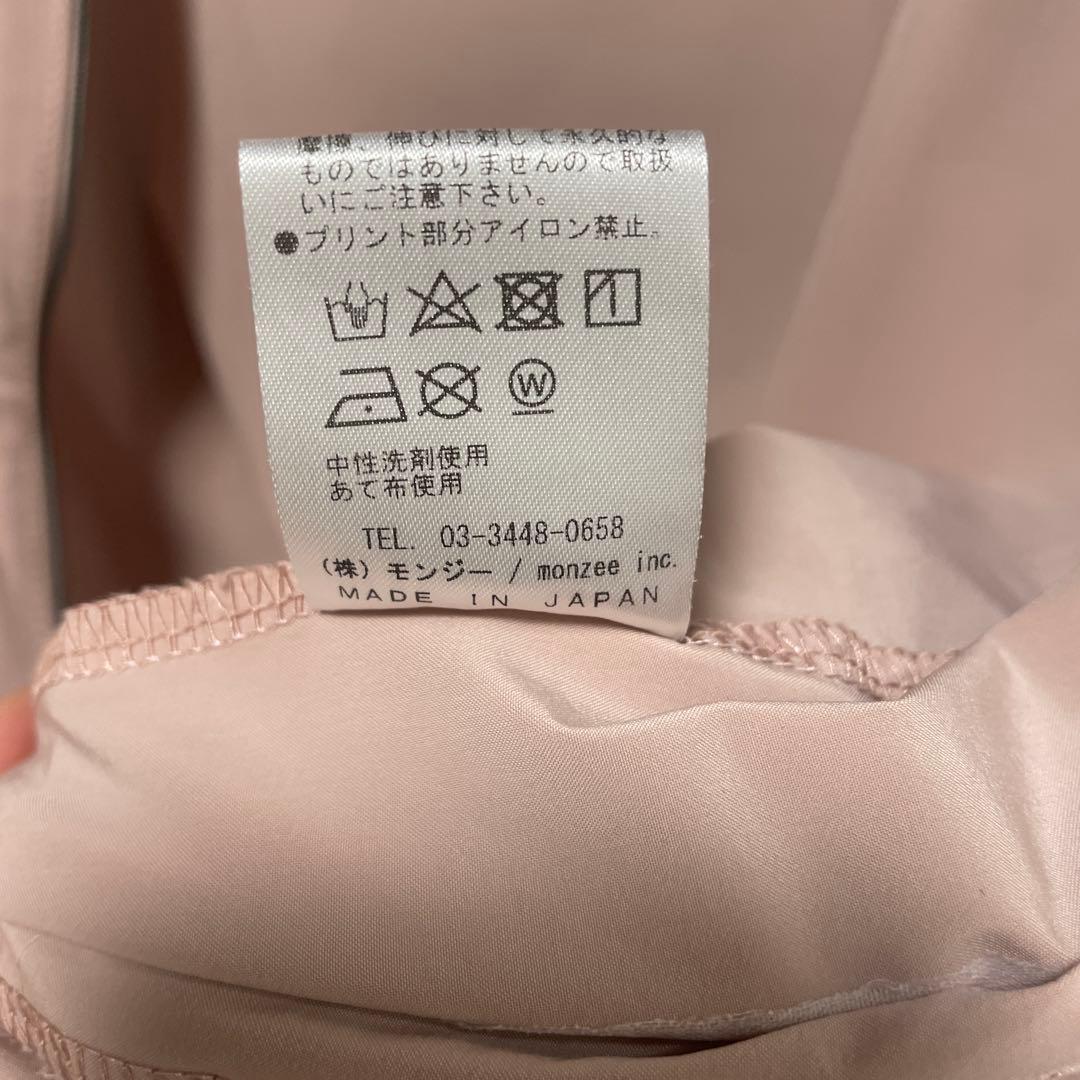 摩擦、伸びに対して永久的な
ものではありませんので取扱
いにご注意下さい。
●プリント部分アイロン禁止。
W
中性洗剤使用
あて布使用
TEL. 03-3448-0658
(株) モンジー / monzee inc.
MADE IN JAPAN